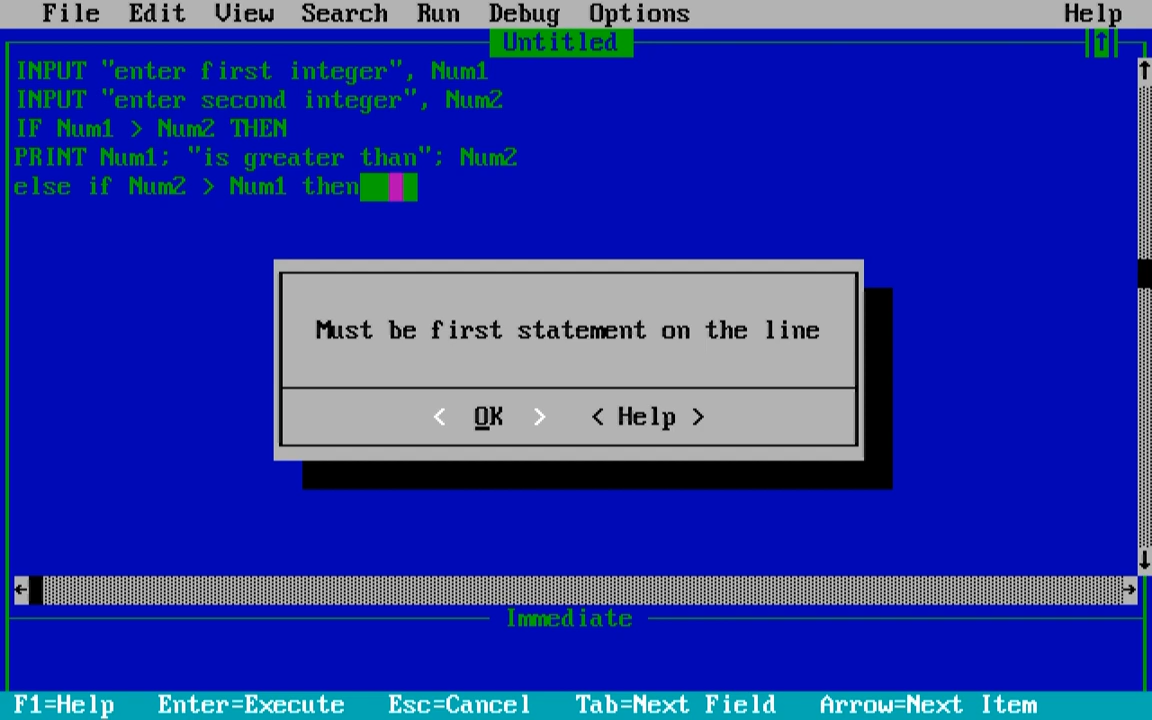 File Edit View Search Run Debug Options Help
Untitled
INPUT "enter first integer", Num1
INPUT "enter second integer", Num2
IF Num1 > Num2 THEN
PRINT Num1; "is greater than"; Num2
else if Num2 > Num1 then
Must be first statement on the line
< OK > < Help >
Immediate
F1=Help Enter=Execute Esc=Cancel Tab=Next Field Arrow=Next Item